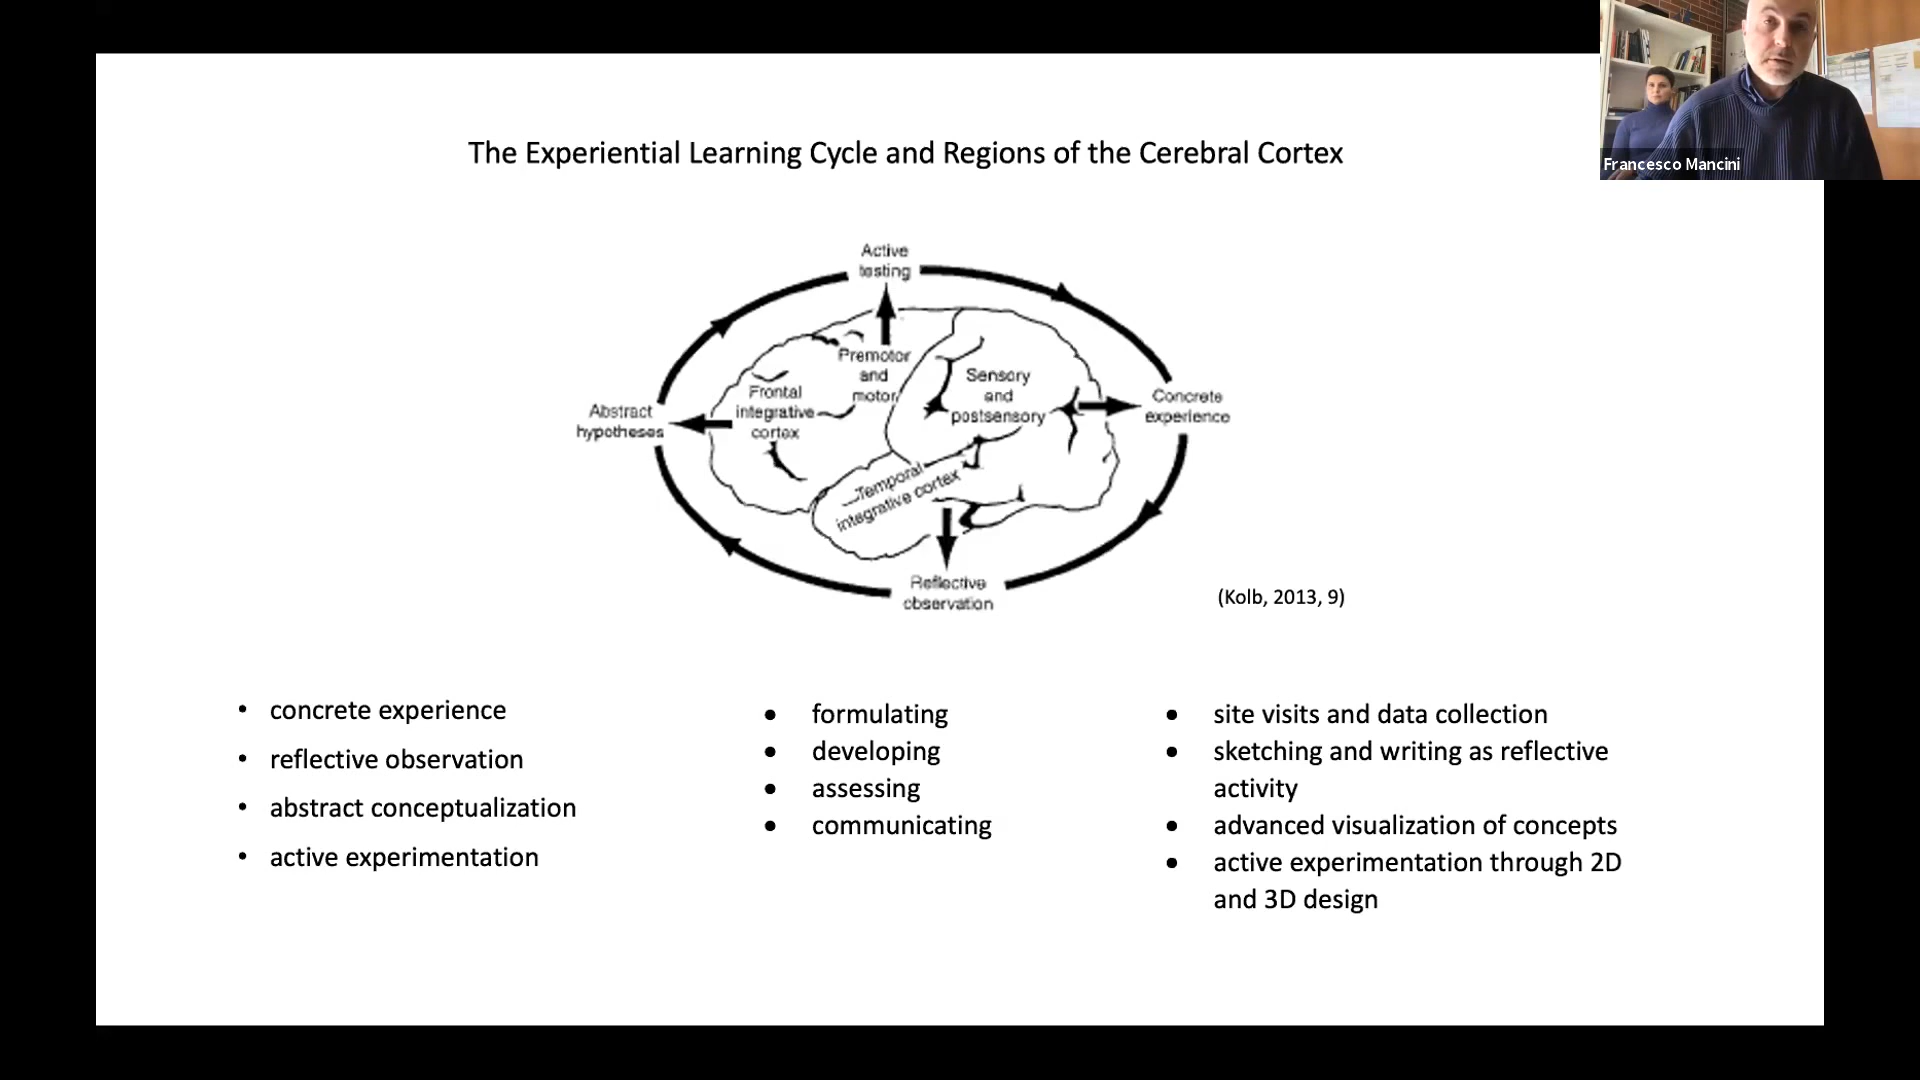 Francesco Mancini
The Experiential Learning Cycle and Regions of the Cerebral Cortex
Active
testing
Premotor
and
motor
Sensory
and
postsensory
Frontal
integrative
cortex
Abstract
hypotheses
Concrete
experience
Temporal
integrative cortex
Reflective
observation
(Kolb, 2013, 9)
• concrete experience
• reflective observation
• abstract conceptualization
• active experimentation
• formulating
• developing
• assessing
• communicating
• site visits and data collection
• sketching and writing as reflective
activity
• advanced visualization of concepts
• active experimentation through 2D
and 3D design